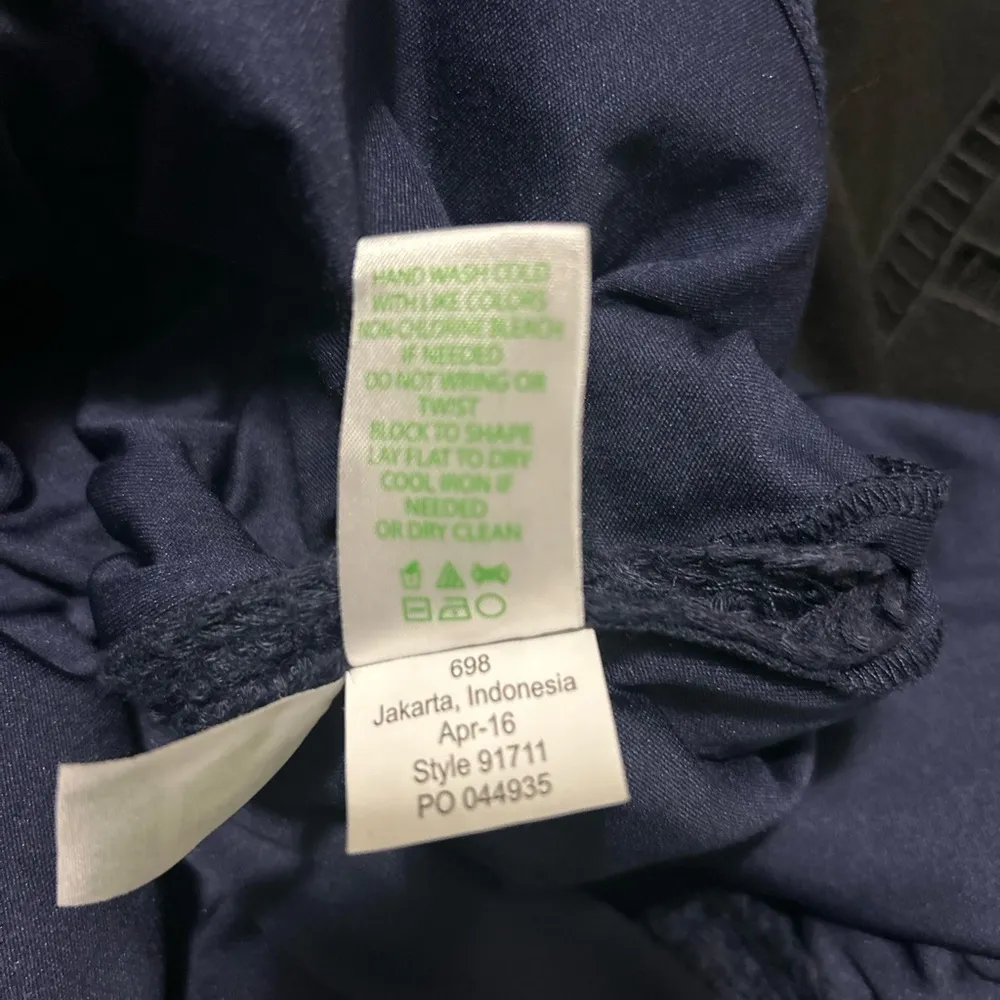 HAND WASH COLD
WITH LIKE COLORS
NON-CHLORINE BLEACH
IF NEEDED
DO NOT WRING OR
TWIST
BLOCK TO SHAPE
LAY FLAT TO DRY
COOL IRON IF
NEEDED
OR DRY CLEAN
698
Jakarta, Indonesia
Apr-16
Style 91711
PO 044935